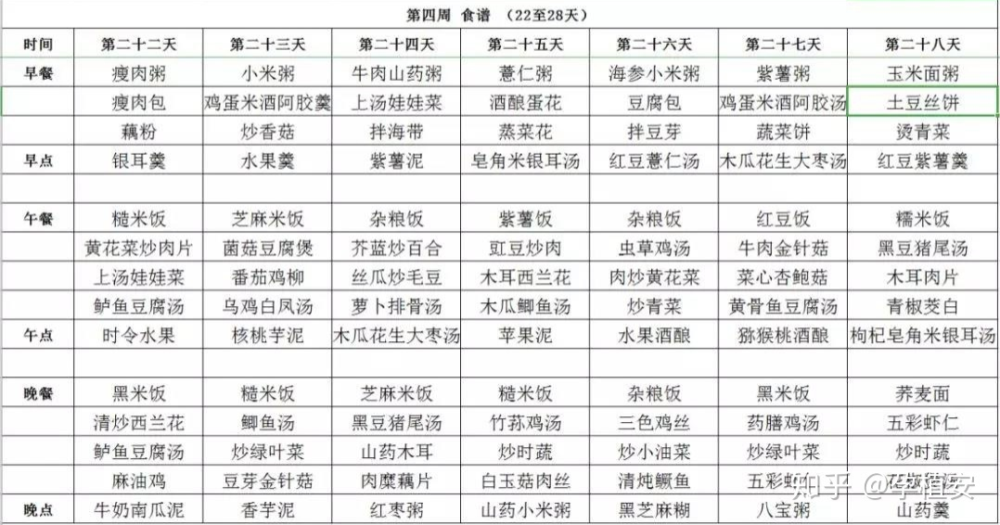 第四周 食谱 （22至28天）
时间 第二十二天 第二十三天 第二十四天 第二十五天 第二十六天 第二十七天 第二十八天
早餐 瘦肉粥 小米粥 牛肉山药粥 薏仁粥 海参小米粥 紫薯粥 玉米面粥
瘦肉包 鸡蛋米酒阿胶羹 上汤娃娃菜 酒酿蛋花 豆腐包 鸡蛋米酒阿胶汤 土豆丝饼
藕粉 炒香菇 拌海带 蒸菜花 拌豆芽 蔬菜饼 烫青菜
早点 银耳羹 水果羹 紫薯泥 皂角米银耳汤 红豆薏仁汤 木瓜花生大枣汤 红豆紫薯羹
午餐 糙米饭 芝麻米饭 杂粮饭 紫薯饭 杂粮饭 红豆饭 糯米饭
黄花菜炒肉片 菌菇豆腐煲 芥蓝炒百合 豇豆炒肉 虫草鸡汤 牛肉金针菇 黑豆猪尾汤
上汤娃娃菜 番茄鸡柳 丝瓜炒毛豆 木耳西兰花 肉炒黄花菜 菜心杏鲍菇 木耳肉片
鲈鱼豆腐汤 乌鸡白凤汤 萝卜排骨汤 木瓜鲫鱼汤 炒青菜 黄骨鱼豆腐汤 青椒茭白
午点 时令水果 核桃芋泥 木瓜花生大枣汤 苹果泥 水果酒酿 猕猴桃酒酿 枸杞皂角米银耳汤
晚餐 黑米饭 糙米饭 芝麻米饭 糙米饭 杂粮饭 黑米饭 荞麦面
清炒西兰花 鲫鱼汤 黑豆猪尾汤 竹荪鸡汤 三色鸡丝 药膳鸡汤 五彩虾仁
鲈鱼豆腐汤 炒绿叶菜 山药木耳 炒时蔬 炒小油菜 炒绿叶菜 炒时蔬
麻油鸡 豆芽金针菇 肉糜藕片 白玉菇肉丝 清炖鳜鱼 五彩虾
晚点 牛奶南瓜泥 香芋泥 红枣粥 山药小米粥 黑芝麻糊 八宝粥 山药羹
知乎 @李植安